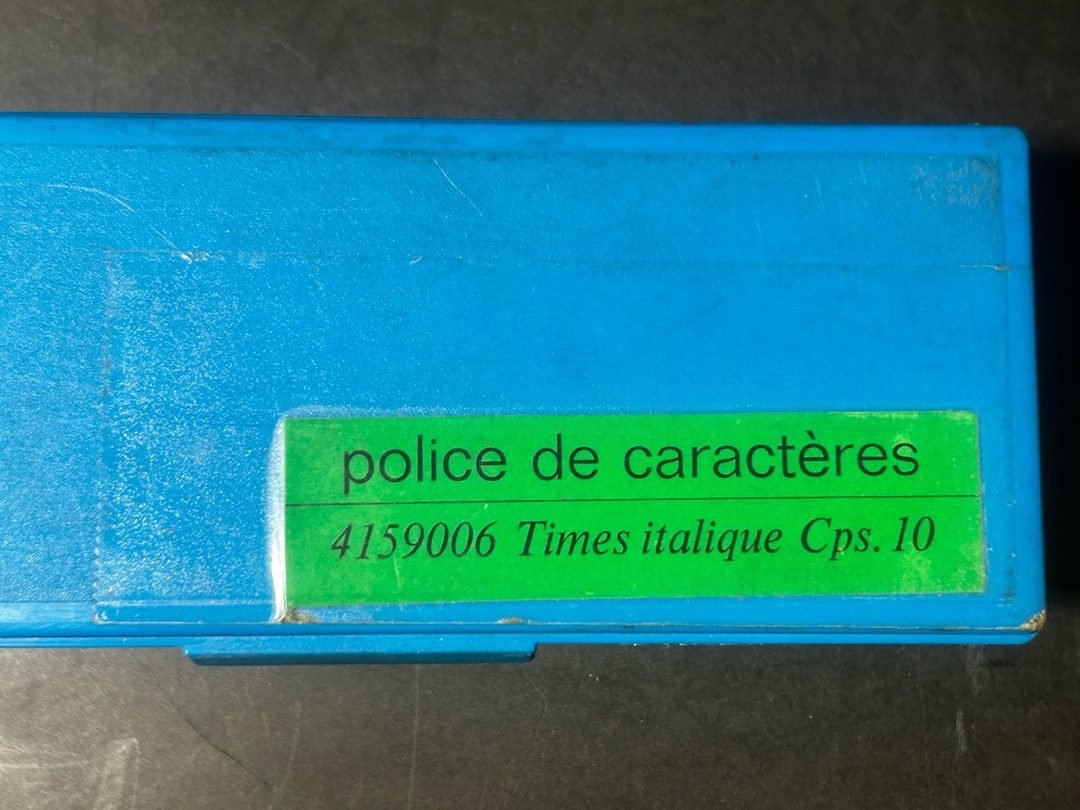 police de caractères
4159006 Times italique Cps. 10